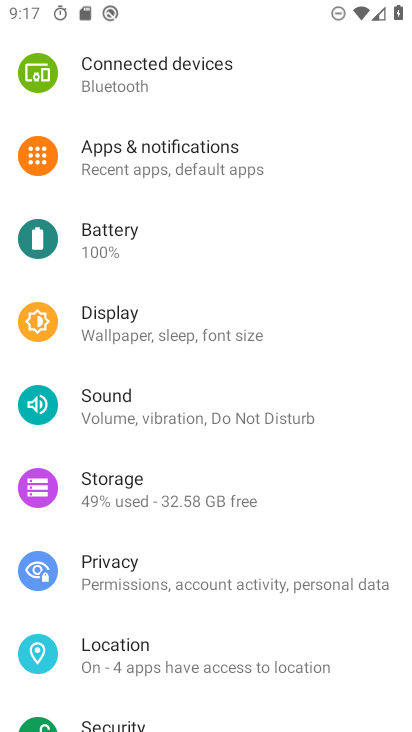 9:17
Connected devices
Bluetooth
Apps & notifications
Recent apps, default apps
Battery
100%
Display
Wallpaper, sleep, font size
Sound
Volume, vibration, Do Not Disturb
Storage
49% used - 32.58 GB free
Privacy
Permissions, account activity, personal data
Location
On - 4 apps have access to location
Security